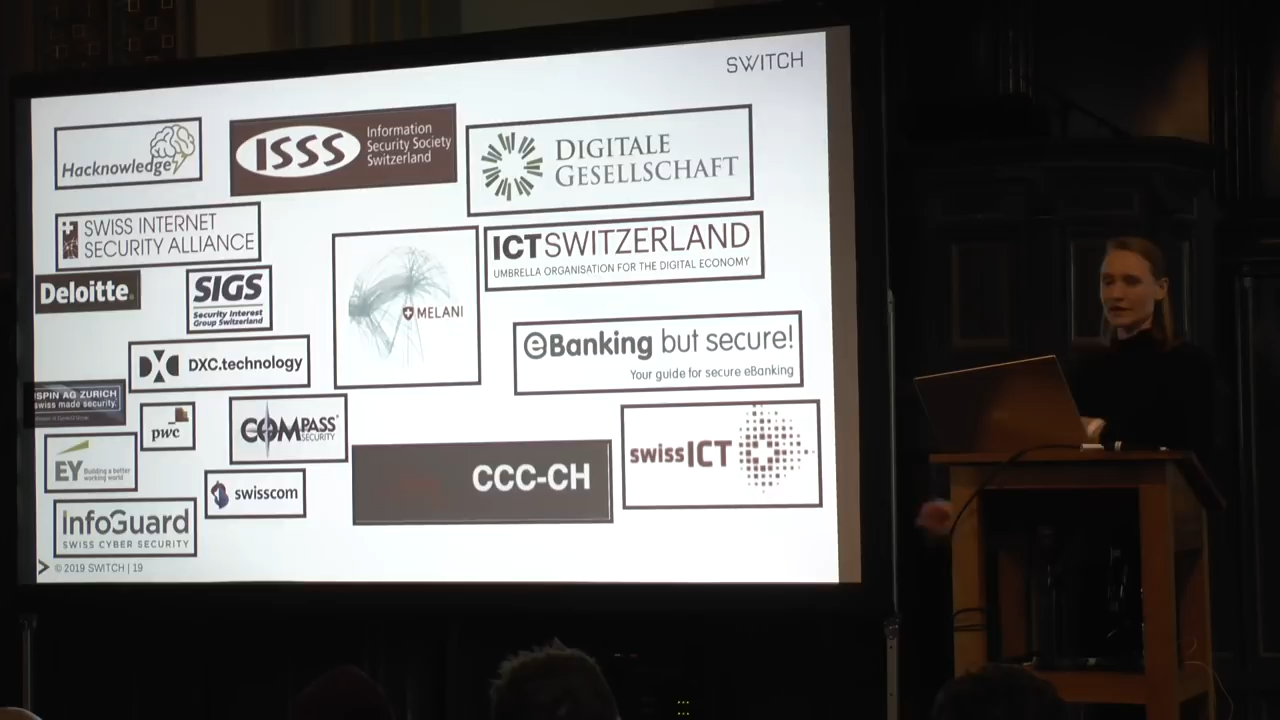 SWITCH
Hacknowledge
ISSS
Information
Security Society
Switzerland
DIGITALE
GESELLSCHAFT
SWISS INTERNET
SECURITY ALLIANCE
ICTSWITZERLAND
UMBRELLA ORGANISATION FOR THE DIGITAL ECONOMY
Deloitte.
SIGS
Security Interest
Group Switzerland
MELANI
eBanking but secure!
Your guide for secure eBanking
DXC.technology
ISPIN AG ZURICH
swiss made security.
pwc
COMPASS
SECURITY
EY
Building a better
working world
swisscom
CCC-CH
swissICT
InfoGuard
SWISS CYBER SECURITY
© 2019 SWITCH | 19